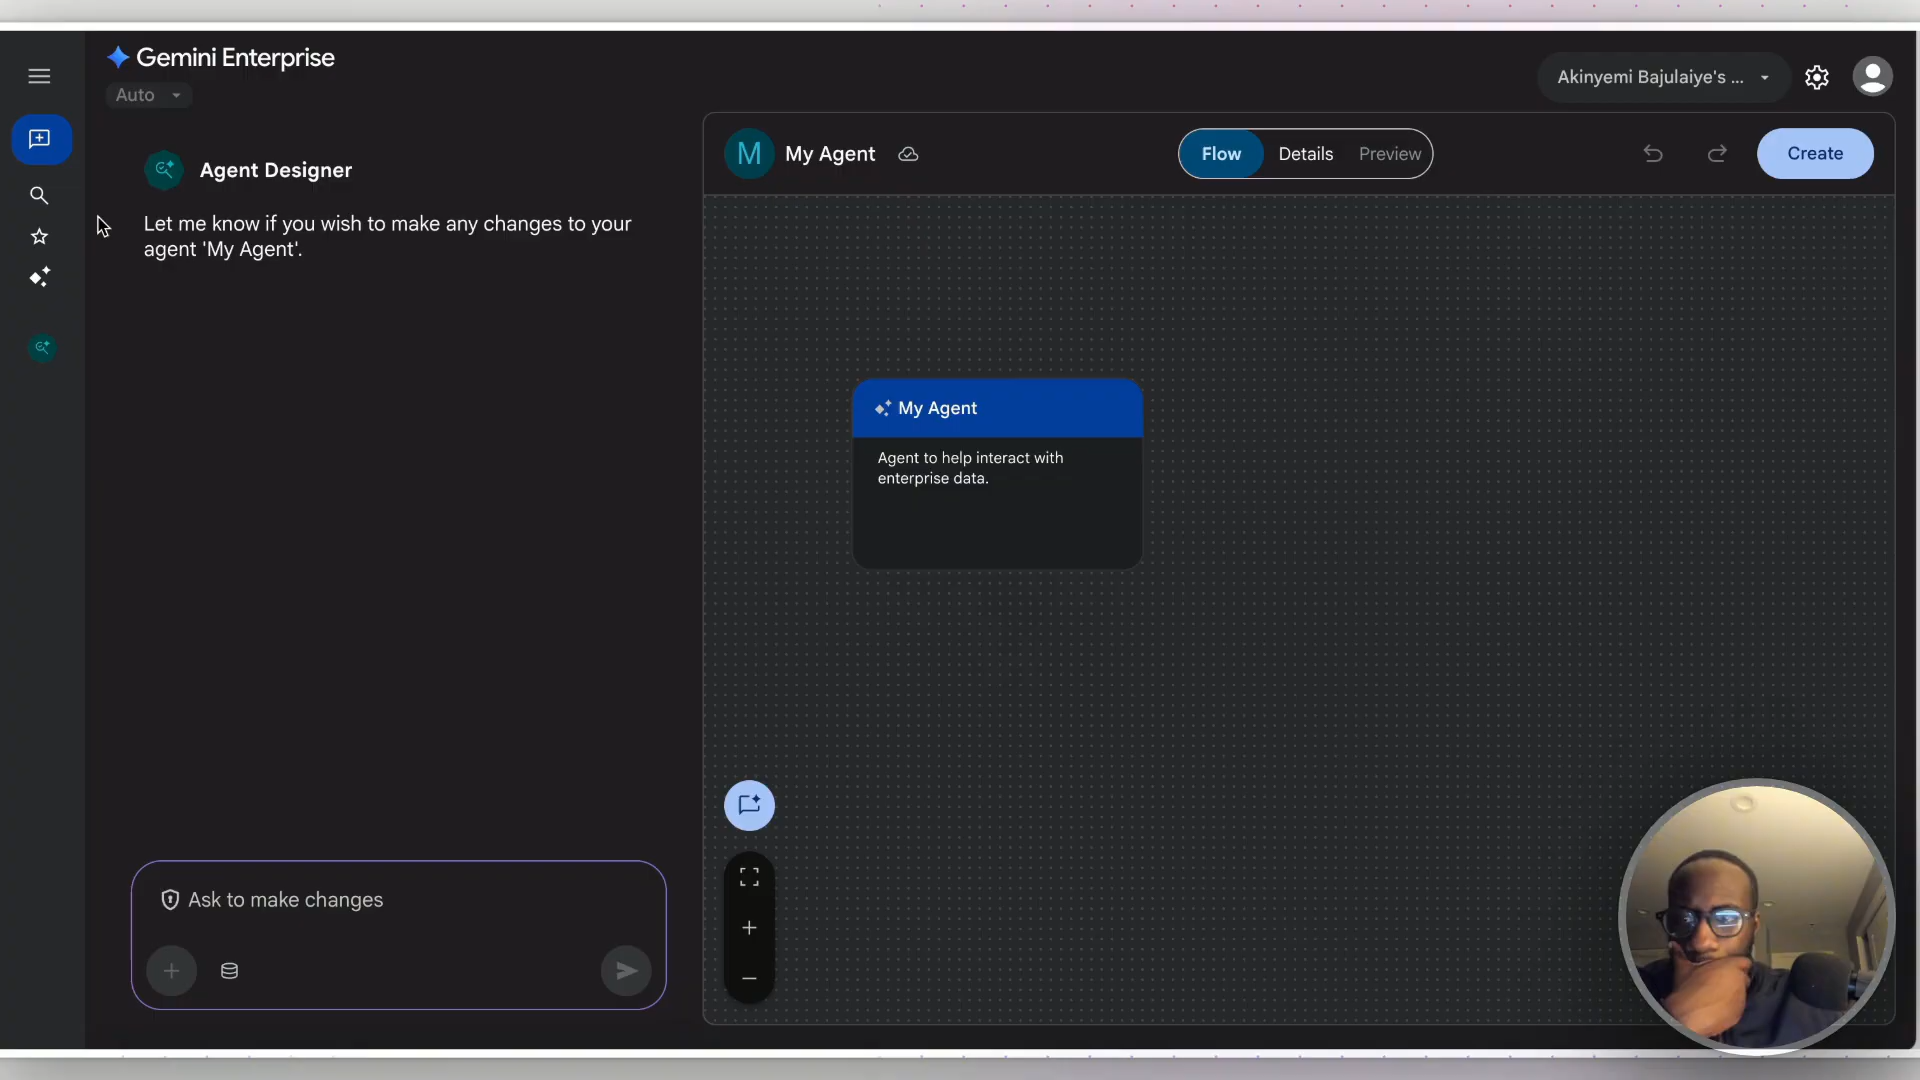 Gemini Enterprise
Auto
Akinyemi Bajulaiye's ...
Agent Designer
Let me know if you wish to make any changes to your
agent 'My Agent'.
Ask to make changes
M
My Agent
Flow
Details
Preview
Create
My Agent
Agent to help interact with
enterprise data.